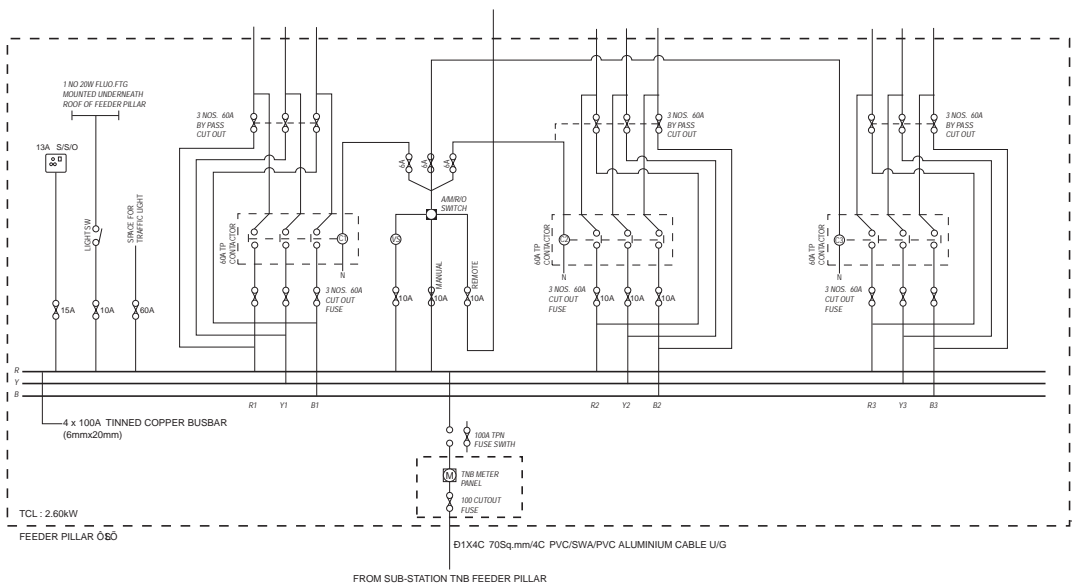 1 NO 20W FLUO.FTG
MOUNTED UNDERNEATH
ROOF OF FEEDER PILLAR
13A S/S/O
LIGHT SW
SPACE FOR
TRAFFIC LIGHT
15A
10A
60A
3 NOS. 60A
BY PASS
CUT OUT
60A TP
CONTACTOR
C1
N
3 NOS. 60A
CUT OUT
FUSE
6A
6A
6A
A/M/R/O
SWITCH
VS
MANUAL
REMOTE
10A
10A
10A
3 NOS. 60A
BY PASS
CUT OUT
60A TP
CONTACTOR
C2
N
3 NOS. 60A
CUT OUT
FUSE
10A
10A
10A
3 NOS. 60A
BY PASS
CUT OUT
60A TP
CONTACTOR
C3
N
3 NOS. 60A
CUT OUT
FUSE
R
Y
B
R1 Y1 B1
R2 Y2 B2
R3 Y3 B3
4 x 100A TINNED COPPER BUSBAR
(6mmx20mm)
100A TPN
FUSE SWITH
M
TNB METER
PANEL
100 CUTOUT
FUSE
TCL : 2.60kW
FEEDER PILLAR
Ð1X4C 70Sq.mm/4C PVC/SWA/PVC ALUMINIUM CABLE U/G
FROM SUB-STATION TNB FEEDER PILLAR